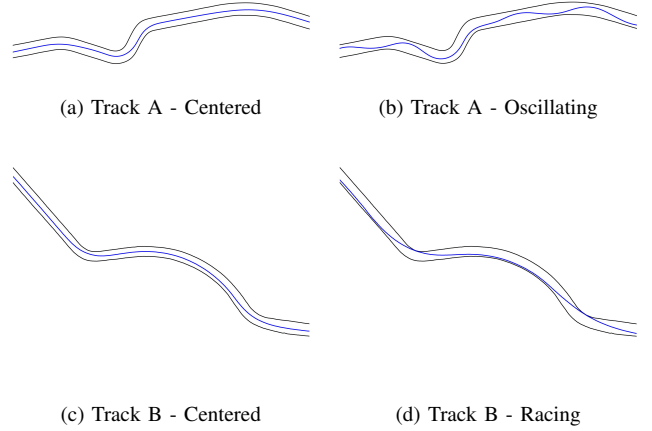 (a) Track A - Centered
(b) Track A - Oscillating
(c) Track B - Centered
(d) Track B - Racing